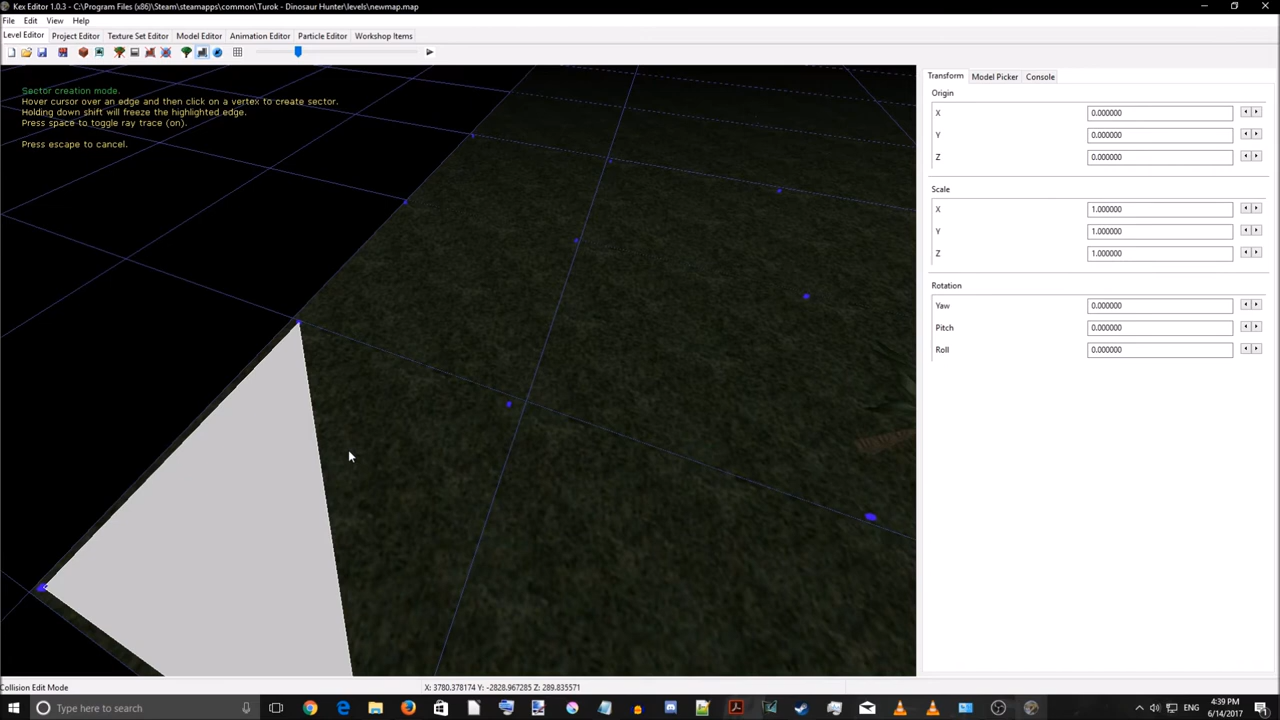 Kex Editor 1.0.3 - C:\Program Files (x86)\Steam\steamapps\common\Turok - Dinosaur Hunter\levels\newmap.map
File Edit View Help
Level Editor Project Editor Texture Set Editor Model Editor Animation Editor Particle Editor Workshop Items
Sector creation mode.
Hover cursor over an edge and then click on a vertex to create sector.
Holding down shift will freeze the highlighted edge.
Press space to toggle ray trace (on).
Press escape to cancel.
Transform Model Picker Console
Origin
X 0.000000
Y 0.000000
Z 0.000000
Scale
X 1.000000
Y 1.000000
Z 1.000000
Rotation
Yaw 0.000000
Pitch 0.000000
Roll 0.000000
Collision Edit Mode X: 3780.378174 Y: -2828.967285 Z: 289.835571
Type here to search
ENG
4:39 PM
6/14/2017